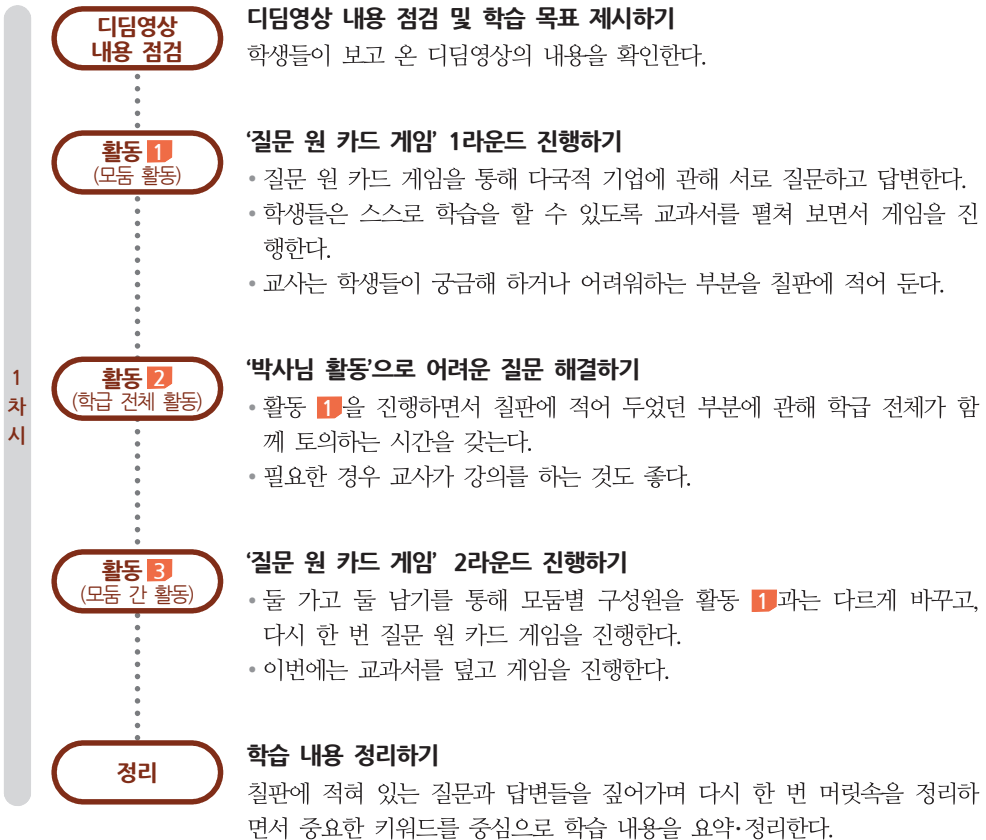 디딤영상
내용 점검
디딤영상 내용 점검 및 학습 목표 제시하기
학생들이 보고 온 디딤영상의 내용을 확인한다.
활동 1
(모둠 활동)
‘질문 원 카드 게임’ 1라운드 진행하기
• 질문 원 카드 게임을 통해 다국적 기업에 관해 서로 질문하고 답변한다.
• 학생들은 스스로 학습을 할 수 있도록 교과서를 펼쳐 보면서 게임을 진
행한다.
• 교사는 학생들이 궁금해 하거나 어려워하는 부분을 칠판에 적어 둔다.
1
차
시
활동 2
(학급 전체 활동)
‘박사님 활동’으로 어려운 질문 해결하기
• 활동 1을 진행하면서 칠판에 적어 두었던 부분에 관해 학급 전체가 함
께 토의하는 시간을 갖는다.
• 필요한 경우 교사가 강의를 하는 것도 좋다.
활동 3
(모둠 간 활동)
‘질문 원 카드 게임’ 2라운드 진행하기
• 둘 가고 둘 남기를 통해 모둠별 구성원을 활동 1과는 다르게 바꾸고,
다시 한 번 질문 원 카드 게임을 진행한다.
• 이번에는 교과서를 덮고 게임을 진행한다.
정리
학습 내용 정리하기
칠판에 적혀 있는 질문과 답변들을 짚어가며 다시 한 번 머릿속을 정리하
면서 중요한 키워드를 중심으로 학습 내용을 요약·정리한다.